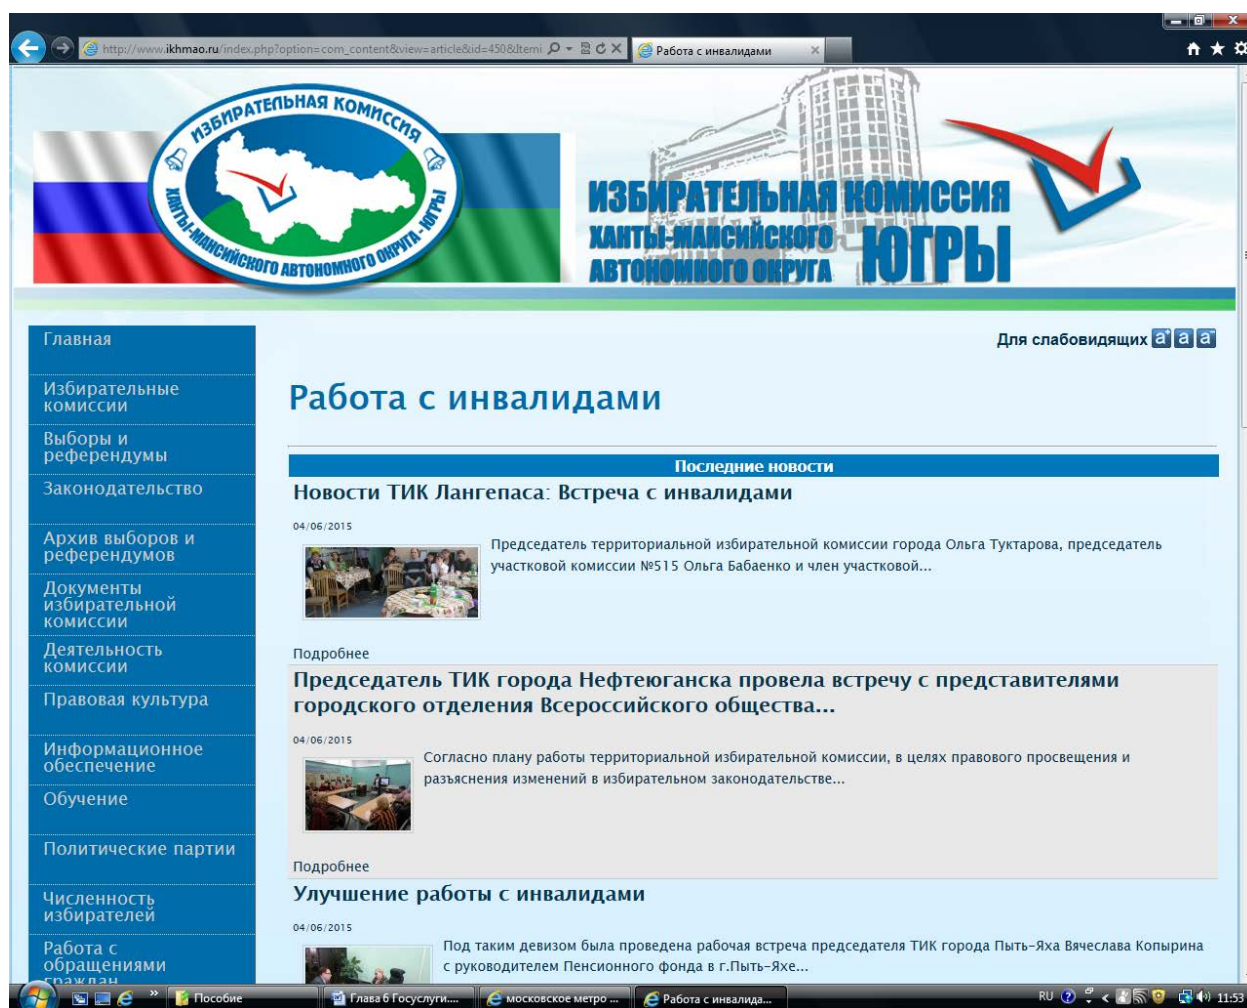 http://www.ikhmao.ru/index.php?option=com_content&view=article&id=450&Itemi
Работа с инвалидами
ИЗБИРАТЕЛЬНАЯ КОМИССИЯ
ХАНТЫ-МАНСИЙСКОГО АВТОНОМНОГО ОКРУГА-ЮГРЫ
ИЗБИРАТЕЛЬНАЯ КОМИССИЯ
ХАНТЫ-МАНСИЙСКОГО
АВТОНОМНОГО ОКРУГА ЮГРЫ
Для слабовидящих a+ a a-
Главная
Избирательные
комиссии
Выборы и
референдумы
Законодательство
Архив выборов и
референдумов
Документы
избирательной
комиссии
Деятельность
комиссии
Правовая культура
Информационное
обеспечение
Обучение
Политические партии
Численность
избирателей
Работа с
обращениями
граждан
Работа с инвалидами
Последние новости
Новости ТИК Лангепаса: Встреча с инвалидами
04/06/2015
Председатель территориальной избирательной комиссии города Ольга Туктарова, председатель
участковой комиссии №515 Ольга Бабаенко и член участковой...
Подробнее
Председатель ТИК города Нефтеюганска провела встречу с представителями
городского отделения Всероссийского общества...
04/06/2015
Согласно плану работы территориальной избирательной комиссии, в целях правового просвещения и
разъяснения изменений в избирательном законодательстве...
Подробнее
Улучшение работы с инвалидами
04/06/2015
Под таким девизом была проведена рабочая встреча председателя ТИК города Пыть-Яха Вячеслава Копырина
с руководителем Пенсионного фонда в г.Пыть-Яхе...
Пособие
Глава 6 Госуслуги....
московское метро ...
Работа с инвалида...
RU
11:53